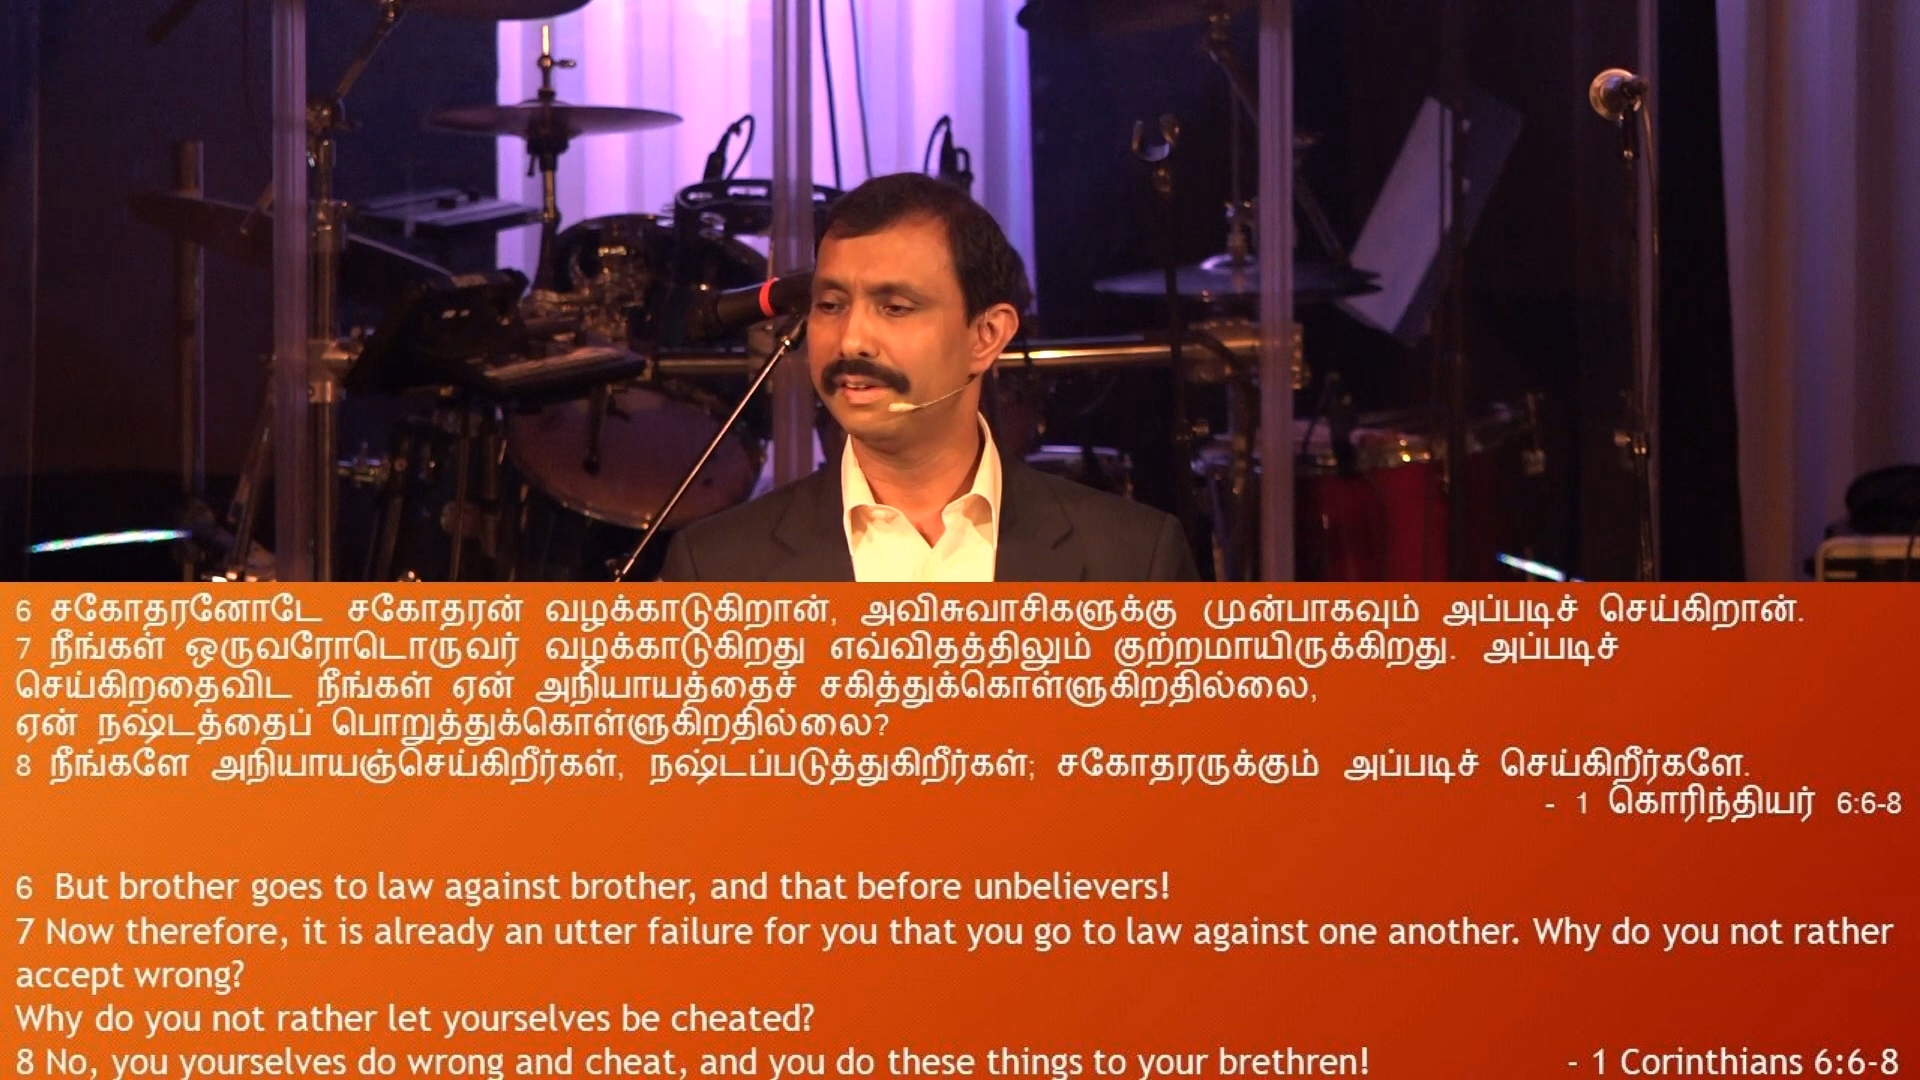 6 சகோதரனோடே சகோதரன் வழக்காடுகிறான், அவிசுவாசிகளுக்கு முன்பாகவும் அப்படிச் செய்கிறான்.
7 நீங்கள் ஒருவரோடொருவர் வழக்காடுகிறது எவ்விதத்திலும் குற்றமாயிருக்கிறது. அப்படிச்
செய்கிறதைவிட நீங்கள் ஏன் அநியாயத்தைச் சகித்துக்கொள்ளுகிறதில்லை,
ஏன் நஷ்டத்தைப் பொறுத்துக்கொள்ளுகிறதில்லை?
8 நீங்களே அநியாயஞ்செய்கிறீர்கள், நஷ்டப்படுத்துகிறீர்கள்; சகோதரருக்கும் அப்படிச் செய்கிறீர்களே.
- 1 கொரிந்தியர் 6:6-8
6 But brother goes to law against brother, and that before unbelievers!
7 Now therefore, it is already an utter failure for you that you go to law against one another. Why do you not rather
accept wrong?
Why do you not rather let yourselves be cheated?
8 No, you yourselves do wrong and cheat, and you do these things to your brethren! - 1 Corinthians 6:6-8